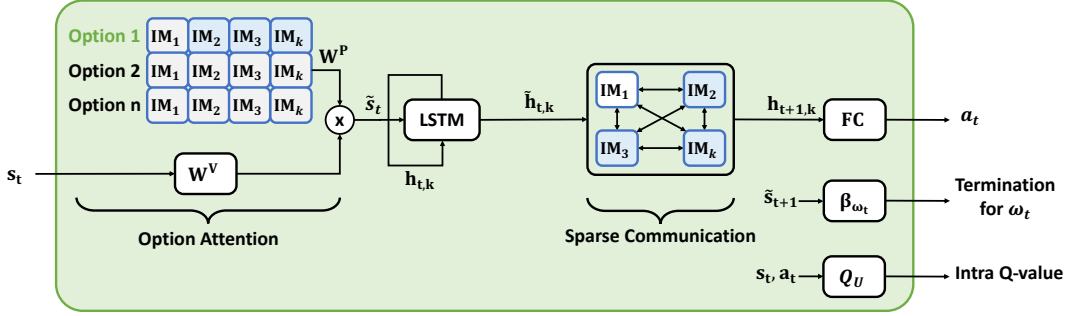 Option 1 IM₁ IM₂ IM₃ IMₖ
Option 2 IM₁ IM₂ IM₃ IMₖ Wᴾ
Option n IM₁ IM₂ IM₃ IMₖ
x
s̃ₜ
LSTM
hₜ,ₖ
h̃ₜ,ₖ
IM₁ IM₂
IM₃ IMₖ
hₜ₊₁,ₖ
FC
aₜ
sₜ
Wⱽ
Option Attention
Sparse Communication
s̃ₜ₊₁
β_ωₜ
Termination
for ωₜ
sₜ, aₜ
Q_U
Intra Q-value